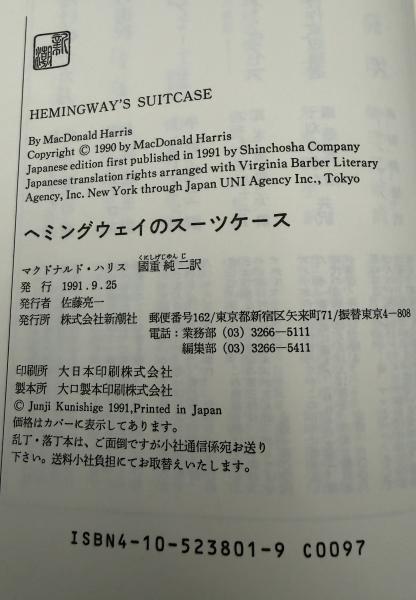 新潮
HEMINGWAY'S SUITCASE
By MacDonald Harris
Copyright © 1990 by MacDonald Harris
Japanese edition first published in 1991 by Shinchosha Company
Japanese translation rights arranged with Virginia Barber Literary
Agency, Inc. New York through Japan UNI Agency Inc., Tokyo
ヘミングウェイのスーツケース
くにしげじゅんじ
マクドナルド・ハリス 國重純二訳
発行 1991.9.25
発行者 佐藤亮一
発行所 株式会社新潮社 郵便番号162/東京都新宿区矢来町71/振替東京4-808
電話：業務部（03）3266-5111
編集部（03）3266-5411
印刷所 大日本印刷株式会社
製本所 大口製本印刷株式会社
© Junji Kunishige 1991,Printed in Japan
価格はカバーに表示してあります。
乱丁・落丁本は、ご面倒ですが小社通信係宛お送り
下さい。送料小社負担にてお取替えいたします。
ISBN4-10-523801-9 C0097